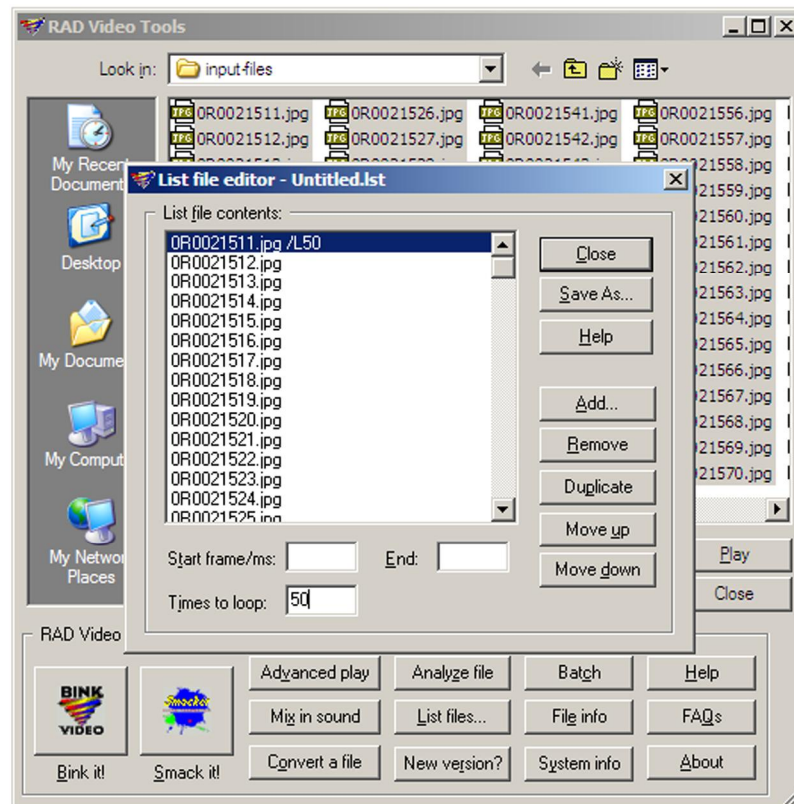 RAD Video Tools
Look in: input-files
0R0021511.jpg 0R0021526.jpg 0R0021541.jpg 0R0021556.jpg
0R0021512.jpg 0R0021527.jpg 0R0021542.jpg 0R0021557.jpg
21558.jpg
21559.jpg
21560.jpg
21561.jpg
21562.jpg
21563.jpg
21564.jpg
21565.jpg
21566.jpg
21567.jpg
21568.jpg
21569.jpg
21570.jpg
My Recent
Document
Desktop
My Docume
My Comput
My Networ
Places
List file editor - Untitled.lst
List file contents:
0R0021511.jpg /L50
0R0021512.jpg
0R0021513.jpg
0R0021514.jpg
0R0021515.jpg
0R0021516.jpg
0R0021517.jpg
0R0021518.jpg
0R0021519.jpg
0R0021520.jpg
0R0021521.jpg
0R0021522.jpg
0R0021523.jpg
0R0021524.jpg
0R0021525.jpg
Close
Save As...
Help
Add...
Remove
Duplicate
Move up
Move down
Start frame/ms: End:
Times to loop: 50
Play
Close
RAD Video
BINK
VIDEO
Bink it!
Smacker
Smack it!
Advanced play Analyze file Batch Help
Mix in sound List files... File info FAQs
Convert a file New version? System info About